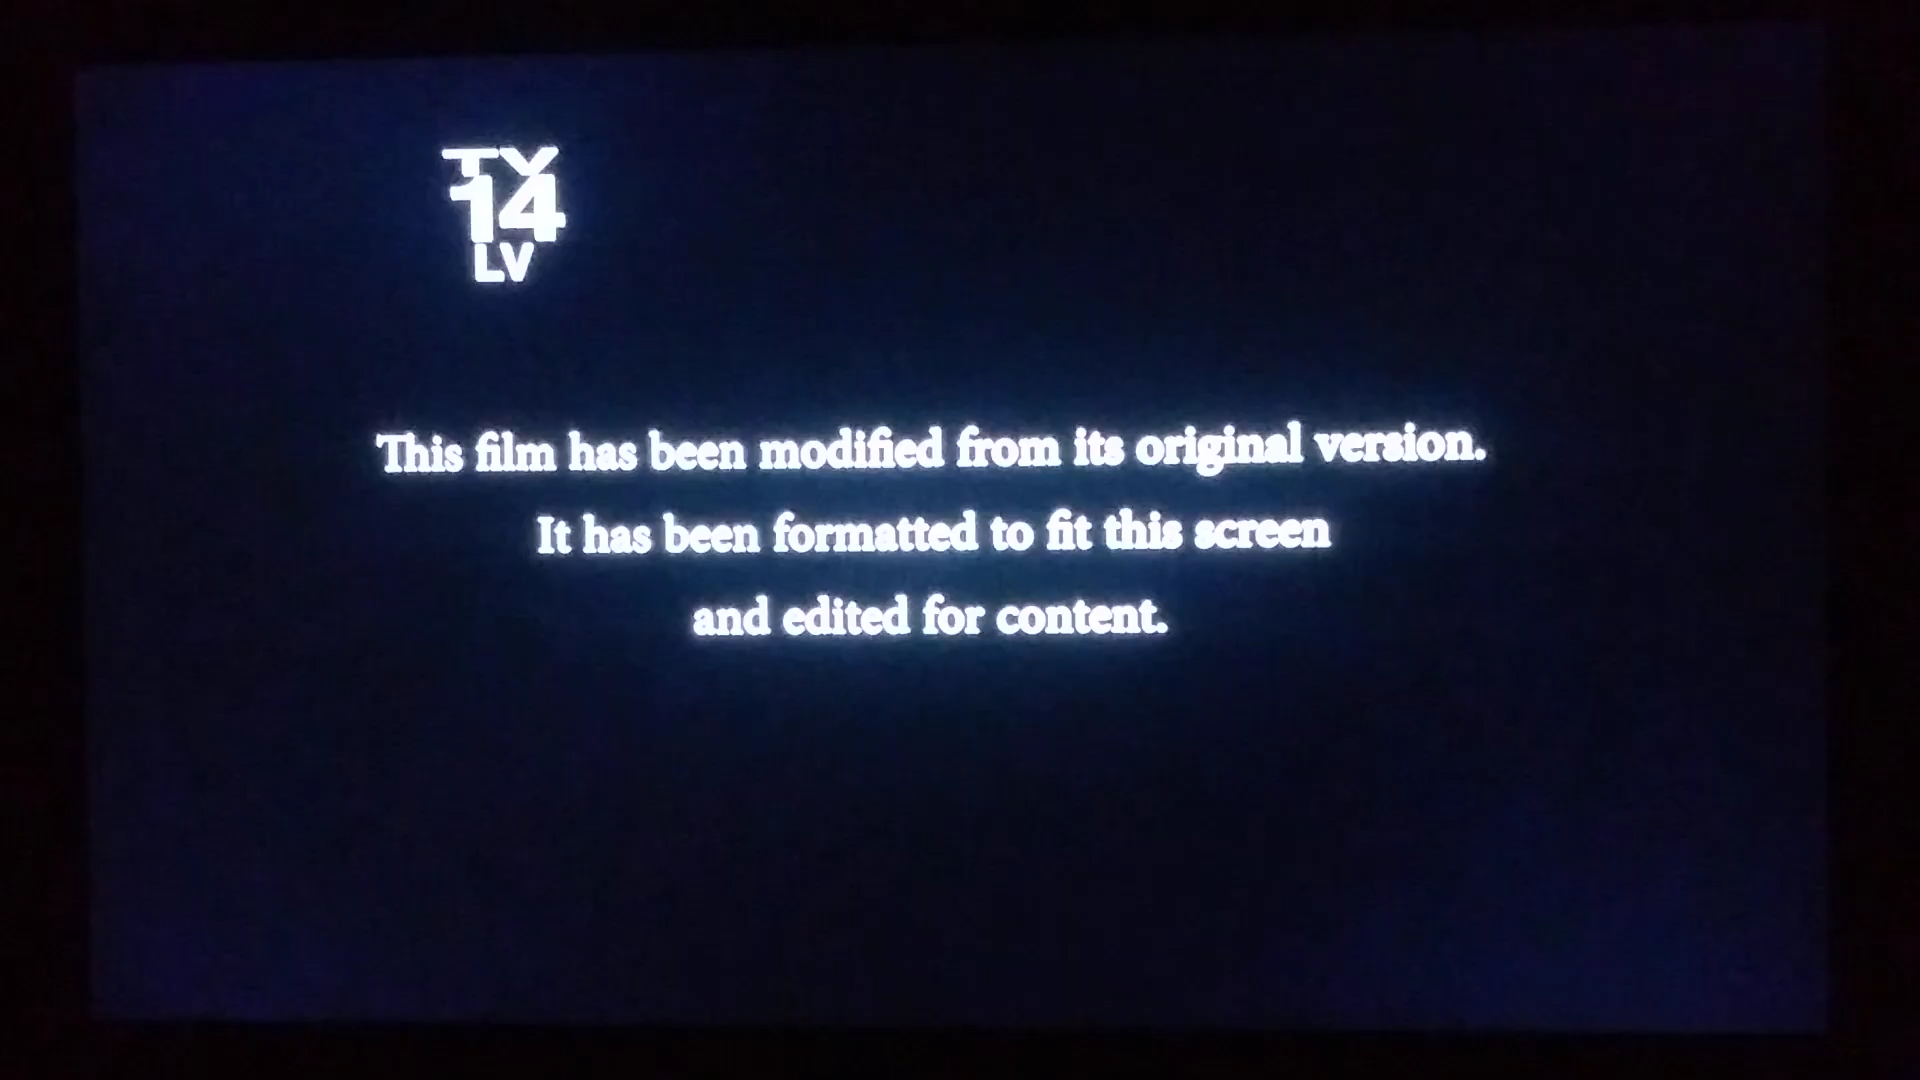 TV
14
LV
This film has been modified from its original version.
It has been formatted to fit this screen
and edited for content.